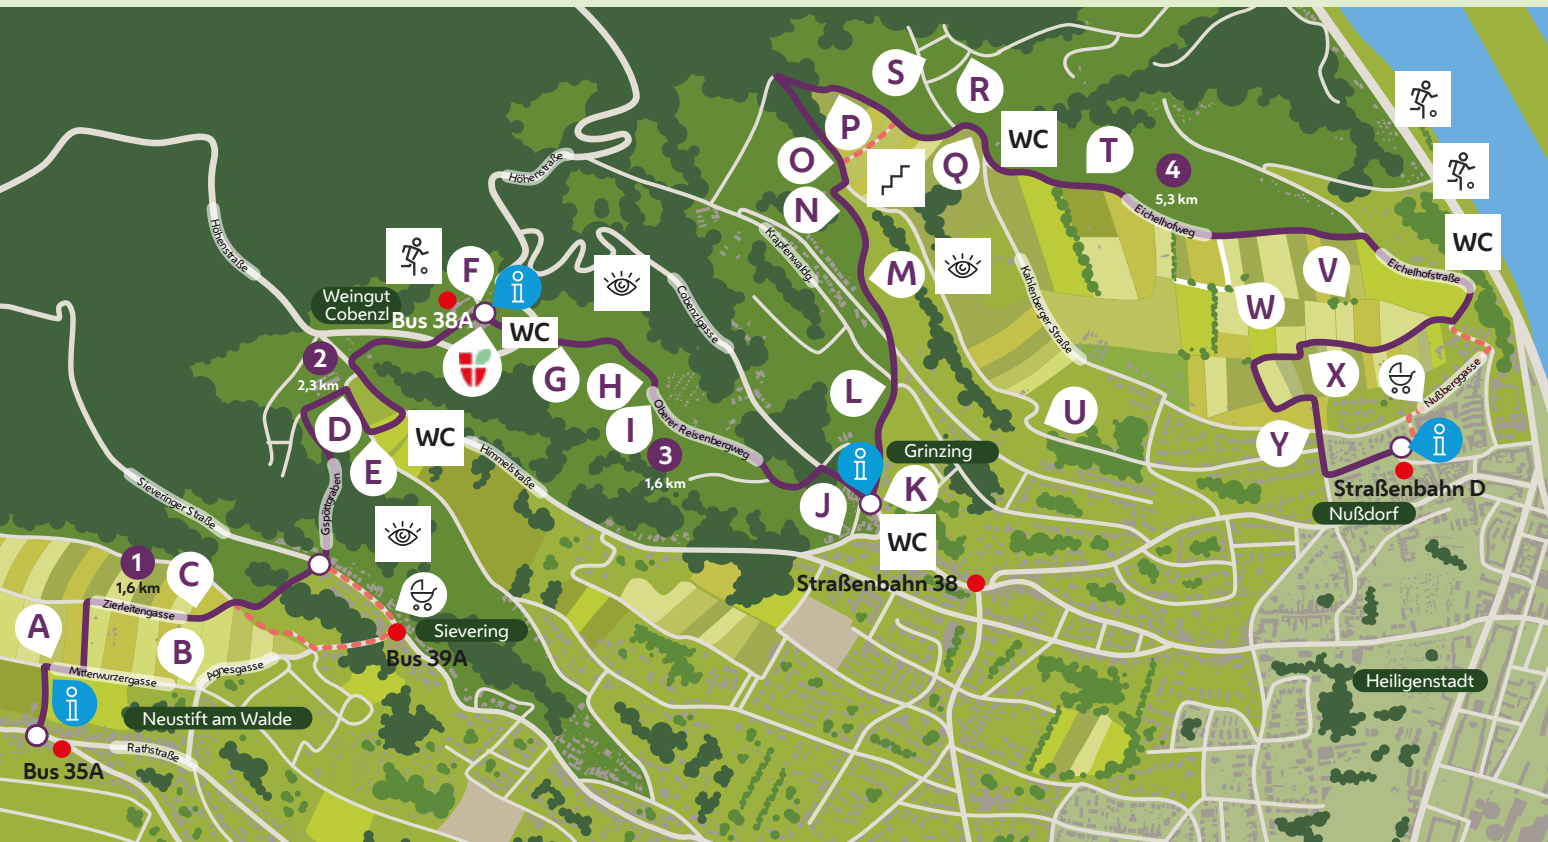 S
R
P
WC
O
Q
T
4
5,3 km
Höhenstraße
N
Eichelhofweg
Höhenstraße
Krapfenwaldg.
WC
F
M
V
Eichelhofstraße
Weingut
Cobenzl
Bus 38A
WC
Cobenzlgasse
Kahlenberger Straße
W
2
2,3 km
G
H
L
X
Nußberggasse
D
I
Oberer Reisenbergweg
U
WC
E
3
1,6 km
Himmelstraße
Grinzing
Y
Sieveringer Straße
Gspöttgraben
J
K
Straßenbahn D
Nußdorf
WC
1
1,6 km
C
Straßenbahn 38
Zierleitengasse
A
B
Sievering
Bus 39A
Mitterwurzergasse
Agnesgasse
Heiligenstadt
Neustift am Walde
Rathstraße
Bus 35A